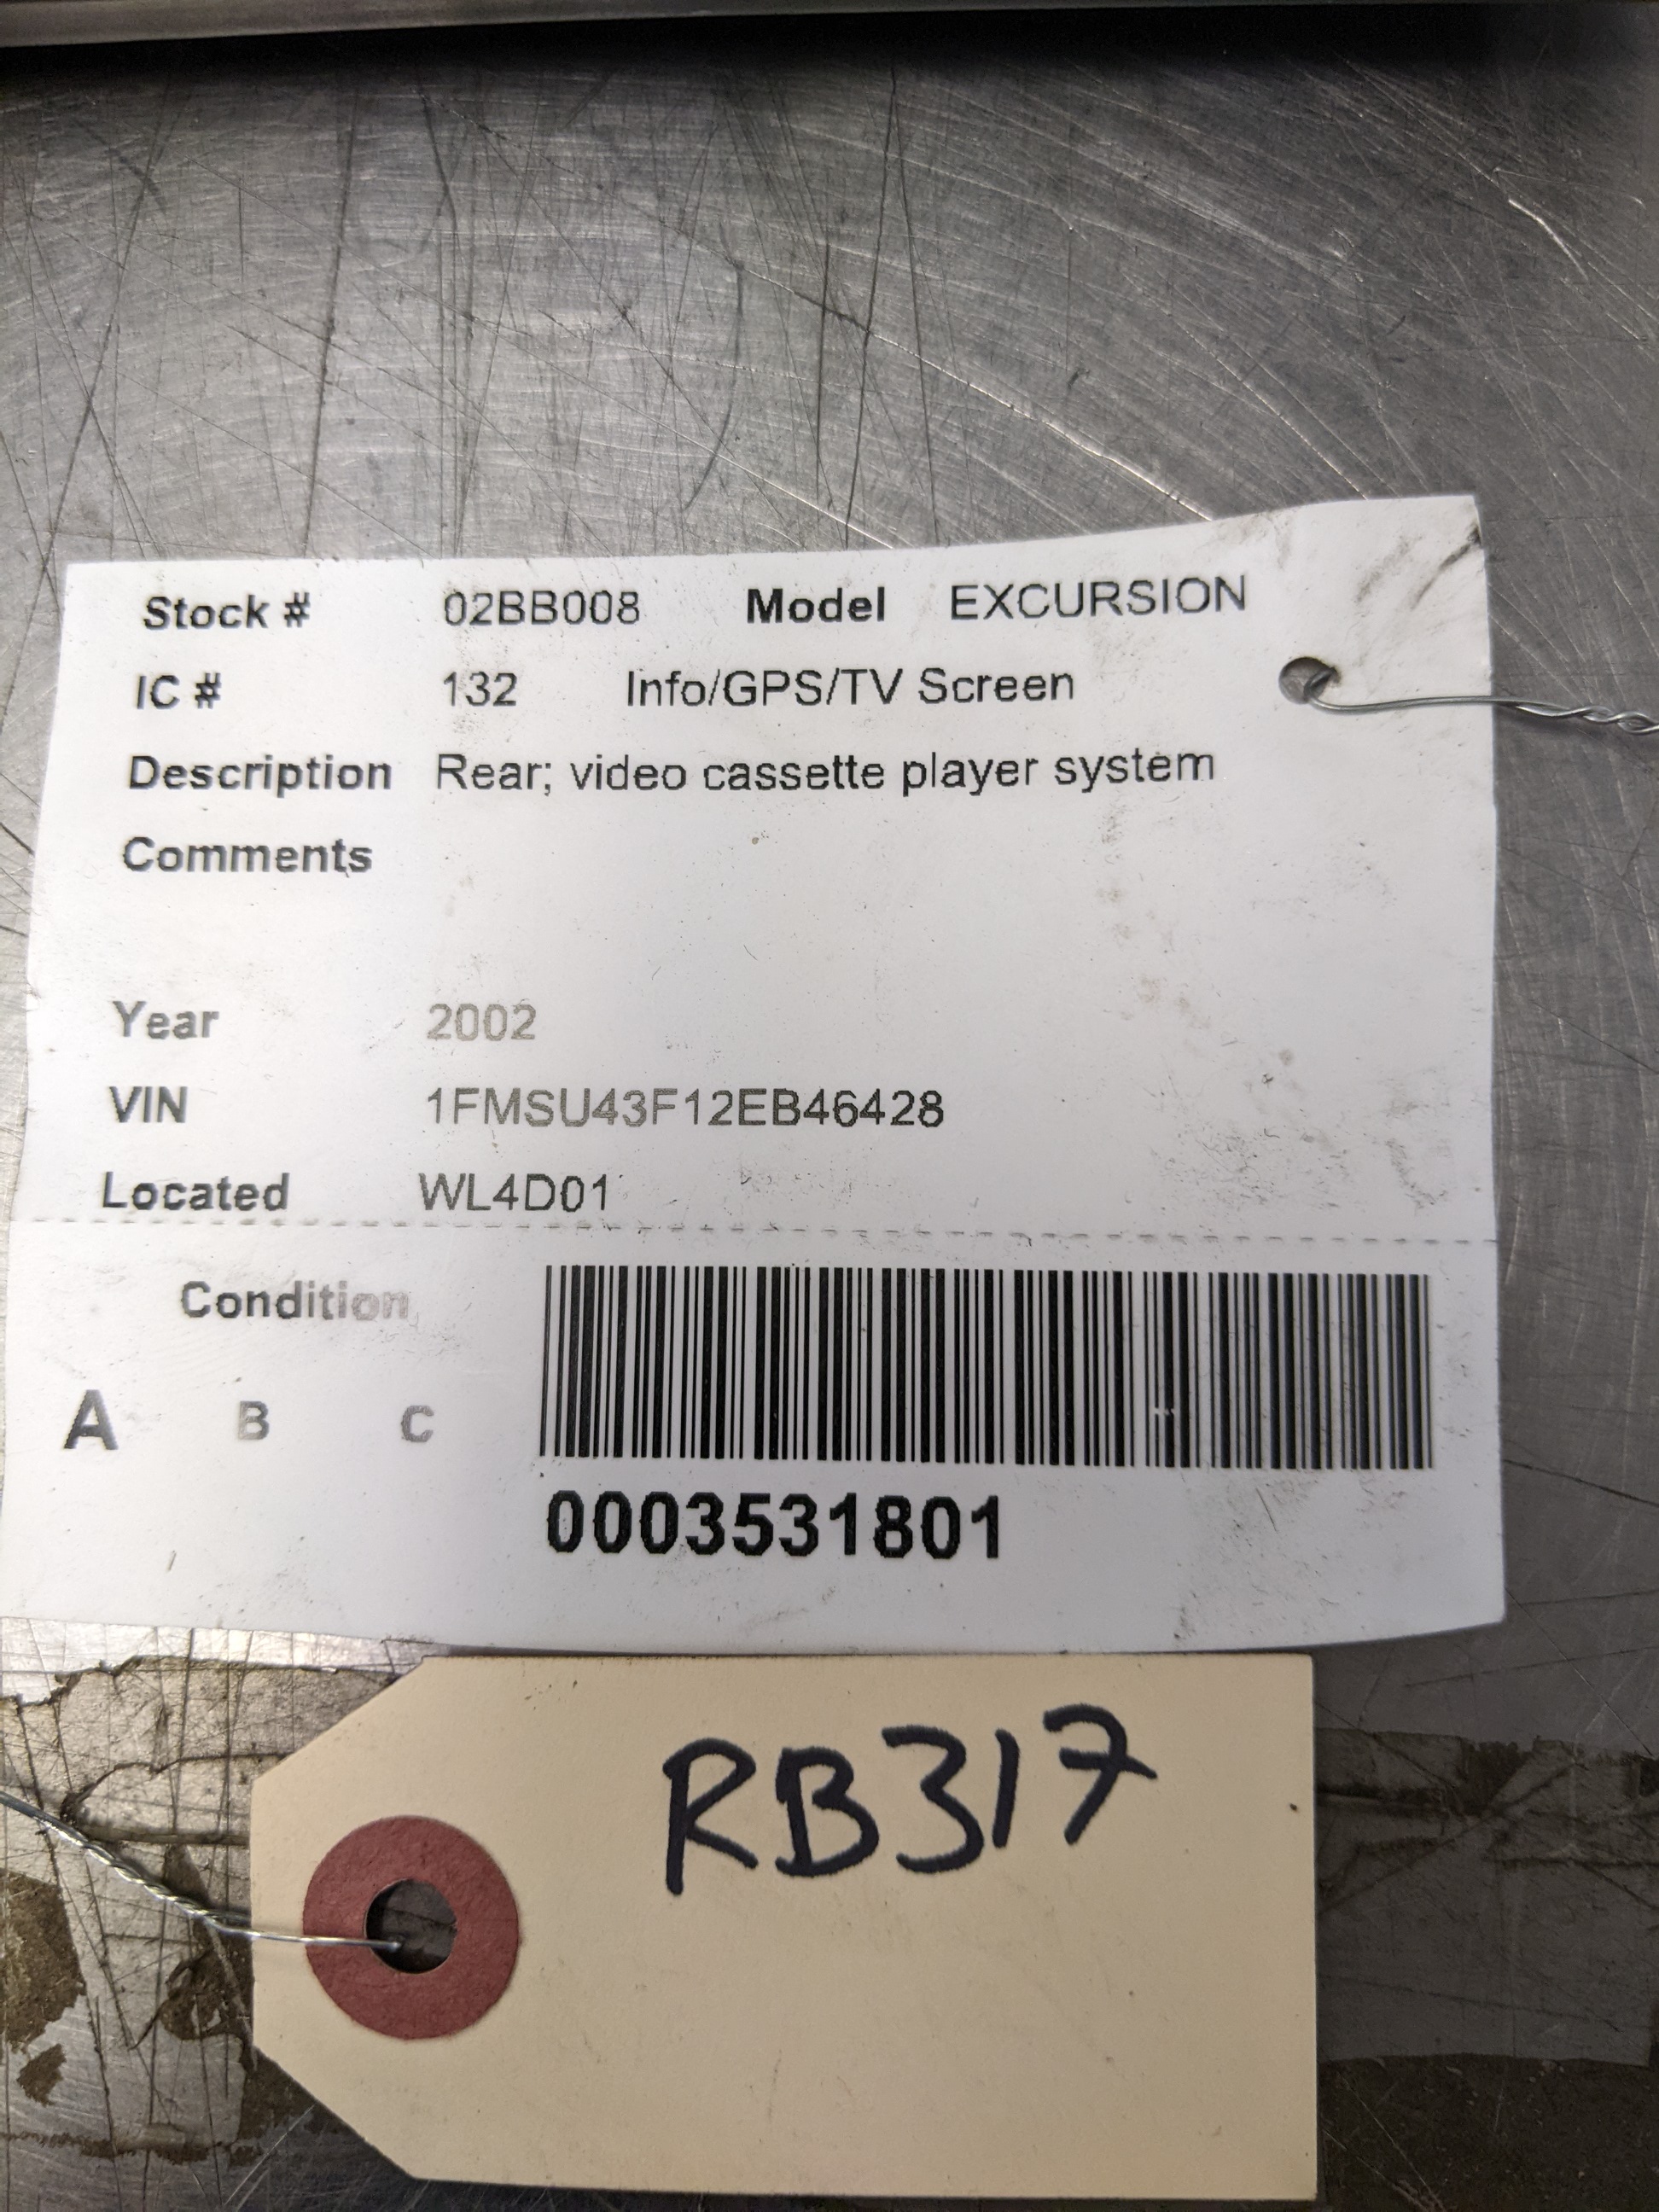 Stock # 02BB008 Model EXCURSION
IC # 132 Info/GPS/TV Screen
Description Rear; video cassette player system
Comments
Year 2002
VIN 1FMSU43F12EB46428
Located WL4D01
Condition
A B C
0003531801
RB317